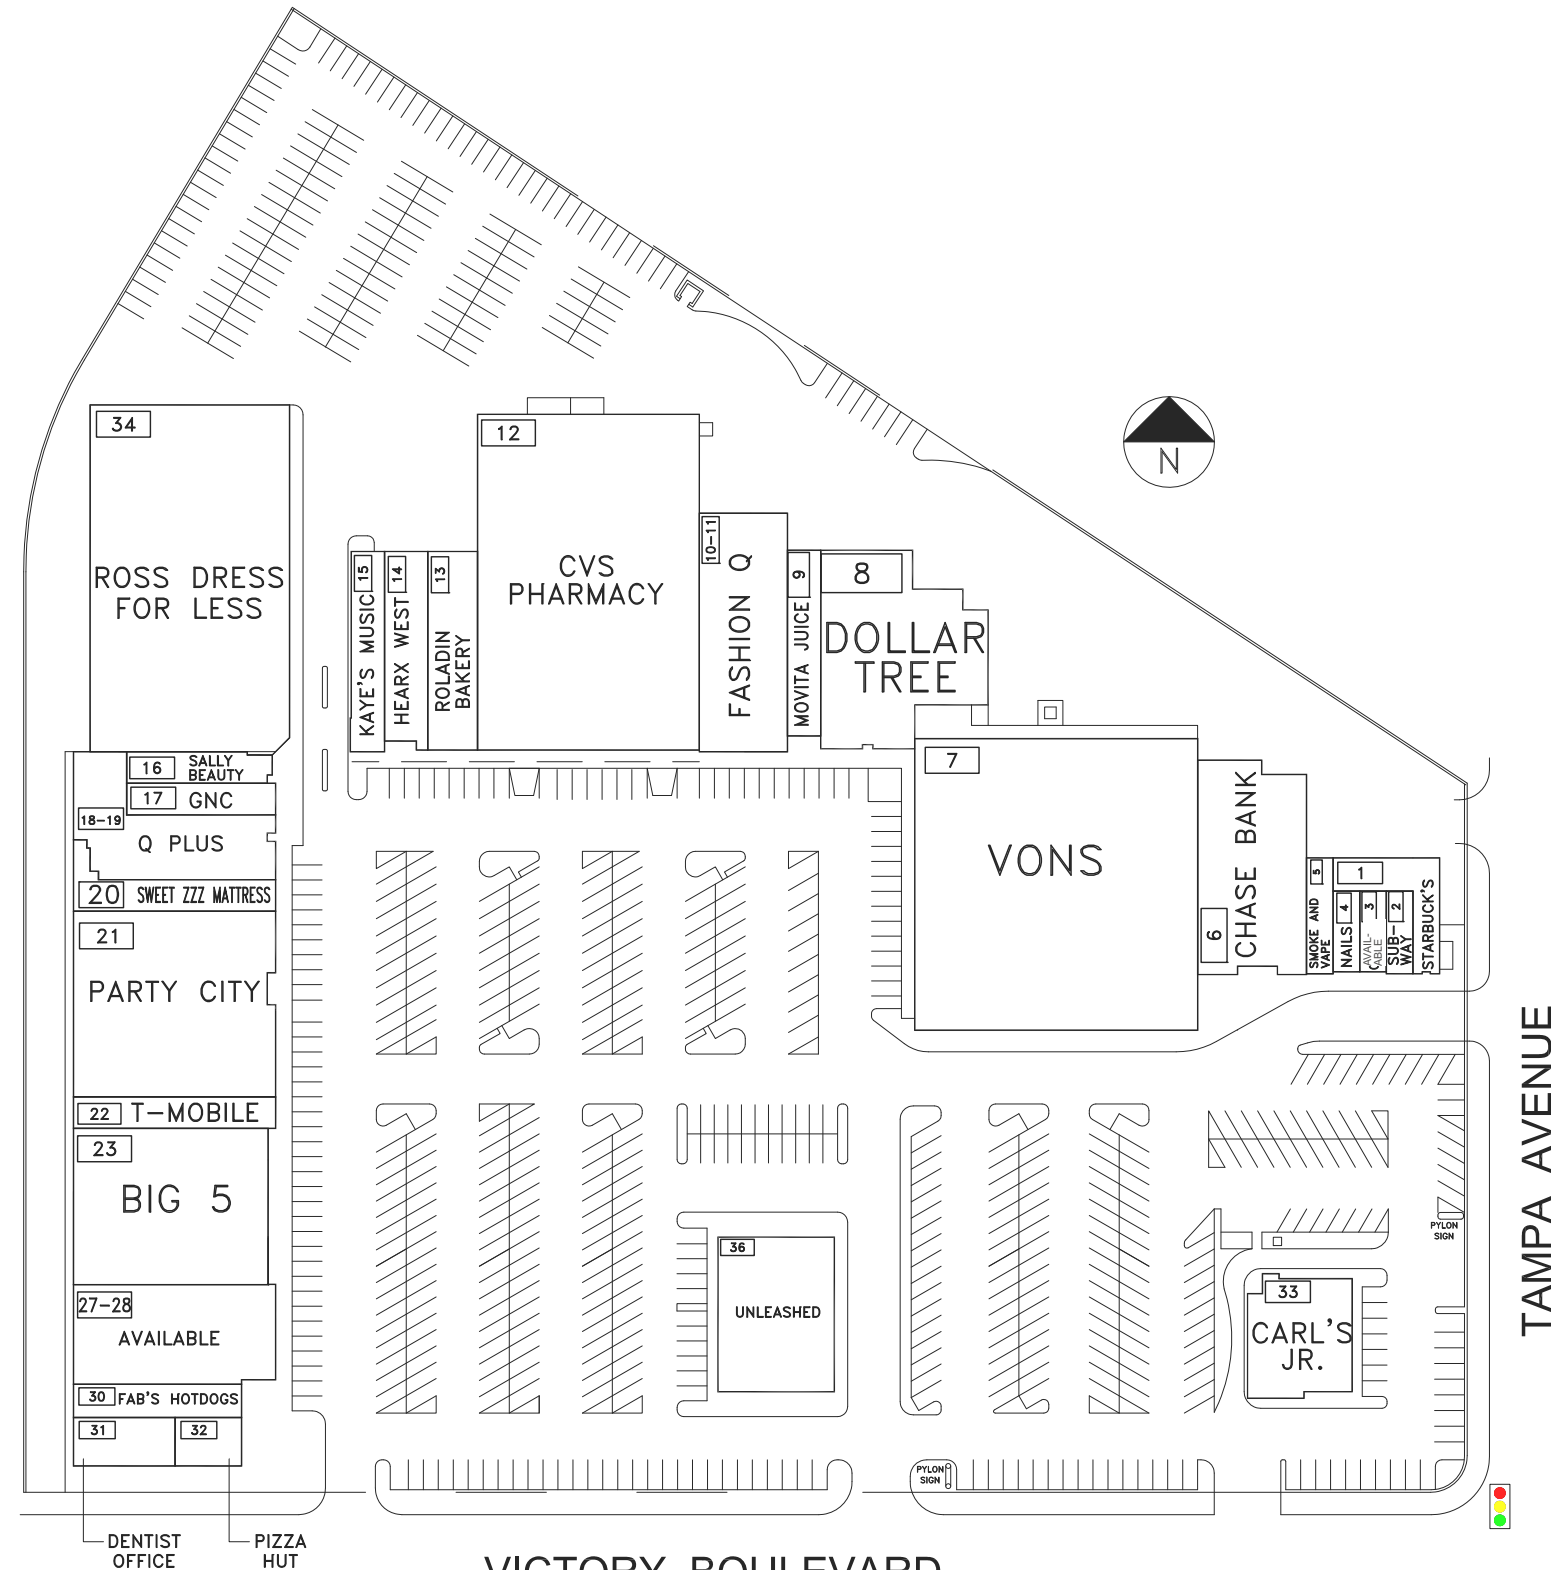 34
ROSS DRESS
FOR LESS
12
CVS
PHARMACY
N
15
KAYE'S MUSIC
14
HEARX WEST
13
ROLADIN
BAKERY
10-11
FASHION Q
9
MOVITA JUICE
8
DOLLAR
TREE
7
VONS
6
CHASE BANK
5
SMOKE AND
VAPE
4
NAILS
3
AVAIL-
ABLE
2
SUB-
WAY
1
STARBUCK'S
16
SALLY
BEAUTY
17
GNC
18-19
Q PLUS
20
SWEET ZZZ MATTRESS
21
PARTY CITY
22
T-MOBILE
23
BIG 5
27-28
AVAILABLE
30
FAB'S HOTDOGS
31
32
DENTIST
OFFICE
PIZZA
HUT
36
UNLEASHED
33
CARL'S
JR.
PYLON
SIGN
PYLON
SIGN
TAMPA AVENUE
VICTORY BOULEVARD